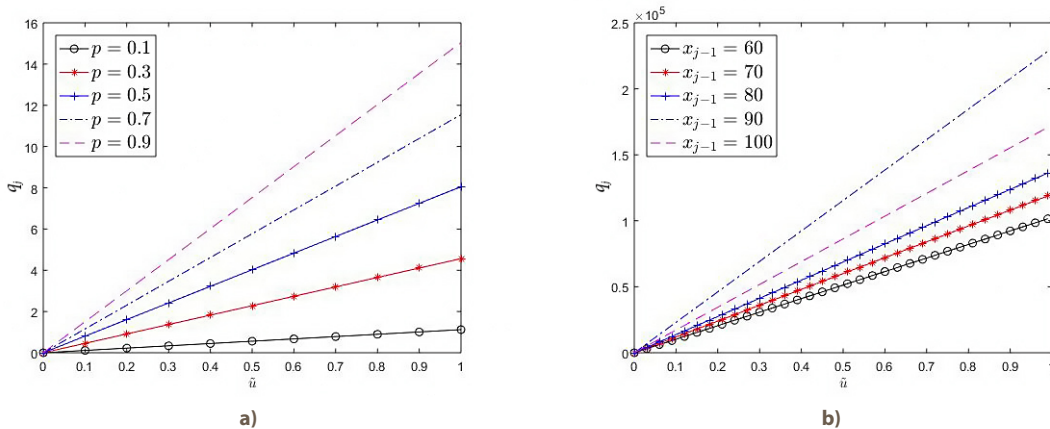 16
14
12
10
8
6
4
2
0
q_j
p = 0.1
p = 0.3
p = 0.5
p = 0.7
p = 0.9
0 0.1 0.2 0.3 0.4 0.5 0.6 0.7 0.8 0.9 1
ũ
a)
×10⁵
2.5
2
1.5
1
0.5
0
q_j
x_{j−1} = 60
x_{j−1} = 70
x_{j−1} = 80
x_{j−1} = 90
x_{j−1} = 100
0 0.1 0.2 0.3 0.4 0.5 0.6 0.7 0.8 0.9 1
ũ
b)